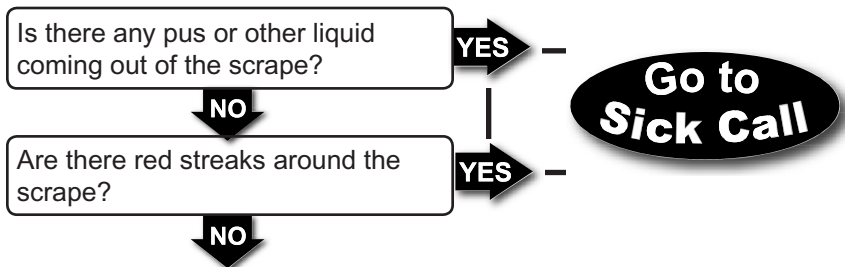 Is there any pus or other liquid
coming out of the scrape?
YES
Go to
Sick Call
NO
Are there red streaks around the
scrape?
YES
NO